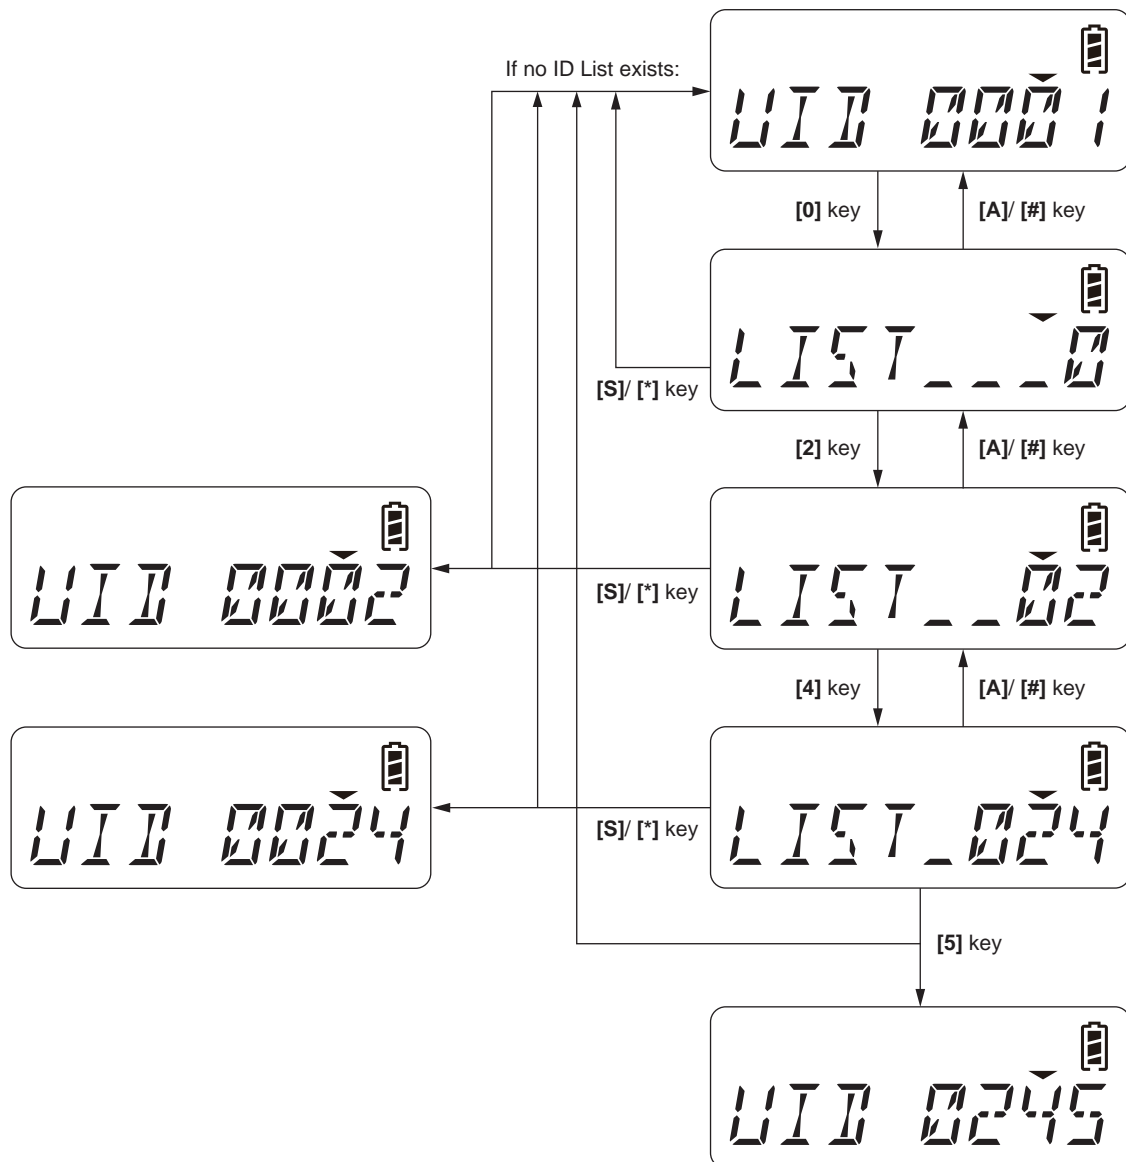 If no ID List exists:
UID 0001
[0] key
[A]/ [#] key
LIST___0
[S]/ [*] key
[2] key
[A]/ [#] key
UID 0002
[S]/ [*] key
LIST__02
[4] key
[A]/ [#] key
UID 0024
[S]/ [*] key
LIST_024
[5] key
UID 0245